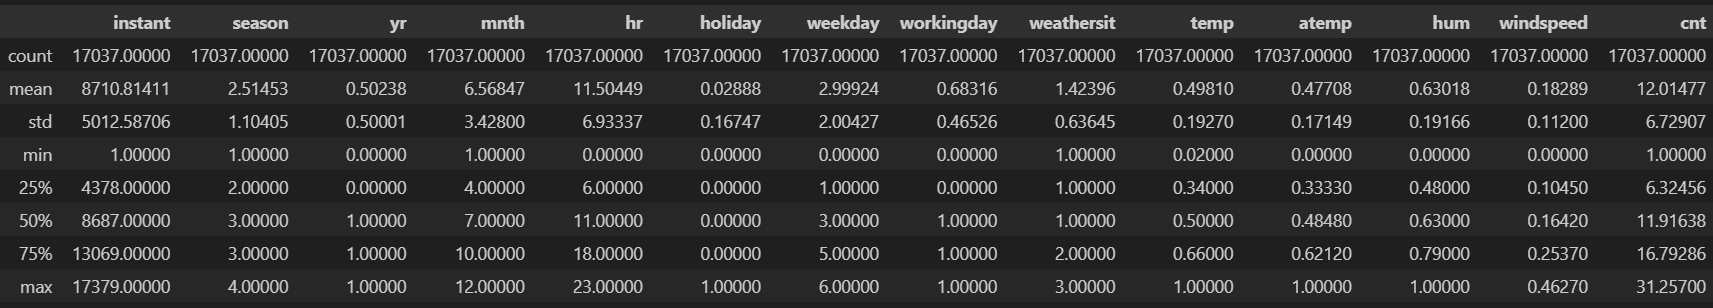 instant season yr mnth hr holiday weekday workingday weathersit temp atemp hum windspeed cnt
count 17037.00000 17037.00000 17037.00000 17037.00000 17037.00000 17037.00000 17037.00000 17037.00000 17037.00000 17037.00000 17037.00000 17037.00000 17037.00000 17037.00000
mean 8710.81411 2.51453 0.50238 6.56847 11.50449 0.02888 2.99924 0.68316 1.42396 0.49810 0.47708 0.63018 0.18289 12.01477
std 5012.58706 1.10405 0.50001 3.42800 6.93337 0.16747 2.00427 0.46526 0.63645 0.19270 0.17149 0.19166 0.11200 6.72907
min 1.00000 1.00000 0.00000 1.00000 0.00000 0.00000 0.00000 0.00000 1.00000 0.02000 0.00000 0.00000 0.00000 1.00000
25% 4378.00000 2.00000 0.00000 4.00000 6.00000 0.00000 1.00000 0.00000 1.00000 0.34000 0.33330 0.48000 0.10450 6.32456
50% 8687.00000 3.00000 1.00000 7.00000 11.00000 0.00000 3.00000 1.00000 1.00000 0.50000 0.48480 0.63000 0.16420 11.91638
75% 13069.00000 3.00000 1.00000 10.00000 18.00000 0.00000 5.00000 1.00000 2.00000 0.66000 0.62120 0.79000 0.25370 16.79286
max 17379.00000 4.00000 1.00000 12.00000 23.00000 1.00000 6.00000 1.00000 3.00000 1.00000 1.00000 1.00000 0.46270 31.25700